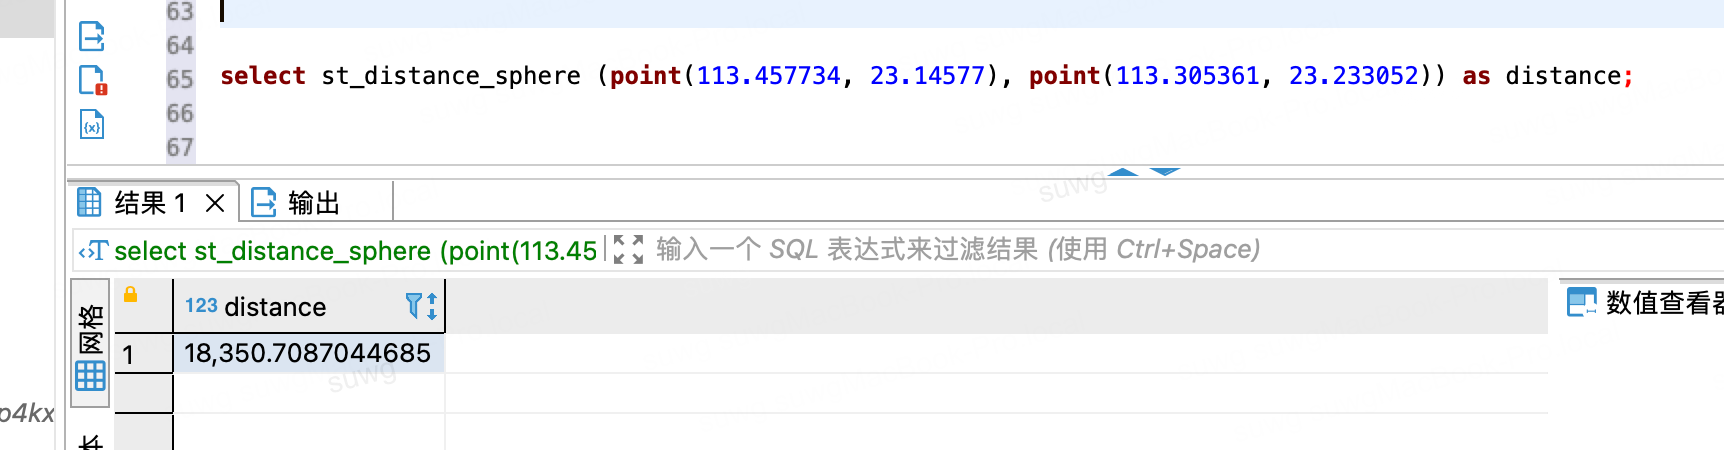 63
64
65 select st_distance_sphere (point(113.457734, 23.14577), point(113.305361, 23.233052)) as distance;
66
67
suwg
结果 1 × 输出
select st_distance_sphere (point(113.45 输入一个 SQL 表达式来过滤结果 (使用 Ctrl+Space)
网格
123 distance
数值查看器
1 18,350.7087044685
suwg
p4kx